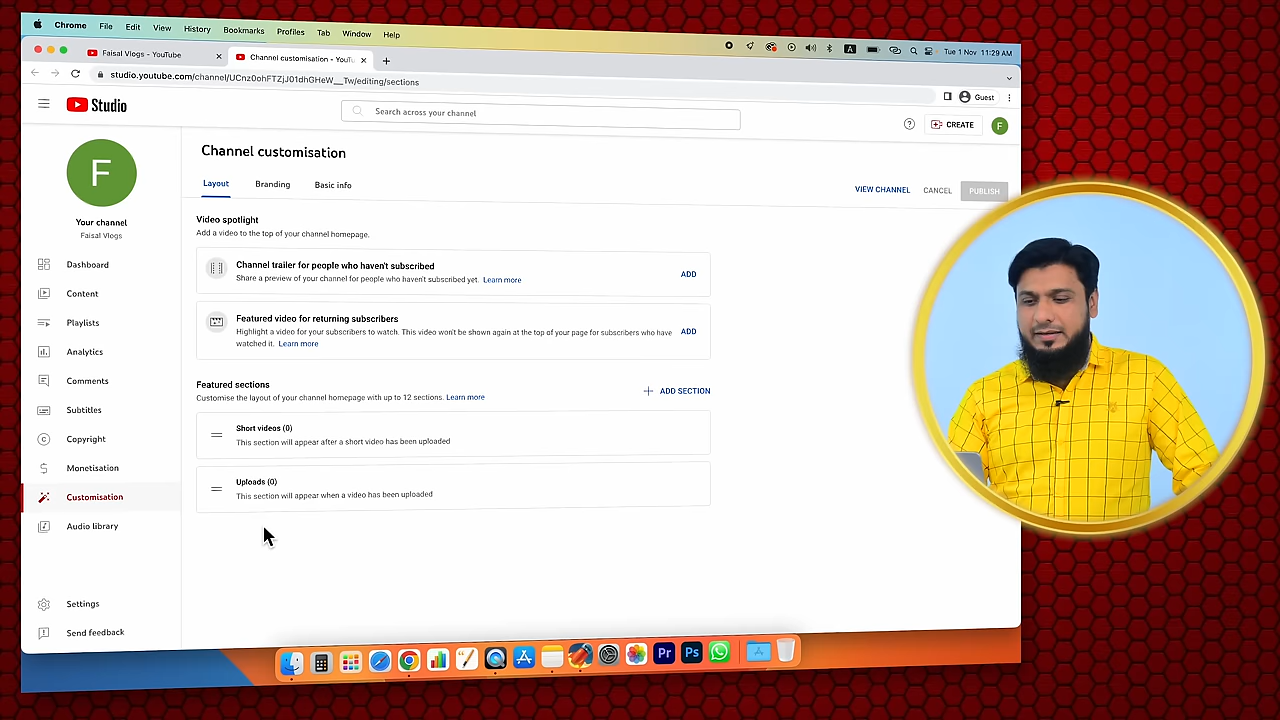 Chrome File Edit View History Bookmarks Profiles Tab Window Help
A Tue 1 Nov 11:29 AM
Faisal Vlogs - YouTube
Channel customisation - YouTu
studio.youtube.com/channel/UCnz0ohFTZjJ01dhGHeW__Tw/editing/sections
Guest
Studio
Search across your channel
CREATE
F
F
Your channel
Faisal Vlogs
Dashboard
Content
Playlists
Analytics
Comments
Subtitles
Copyright
Monetisation
Customisation
Audio library
Settings
Send feedback
Channel customisation
Layout Branding Basic info
VIEW CHANNEL CANCEL PUBLISH
Video spotlight
Add a video to the top of your channel homepage.
Channel trailer for people who haven't subscribed
Share a preview of your channel for people who haven't subscribed yet. Learn more
ADD
Featured video for returning subscribers
Highlight a video for your subscribers to watch. This video won't be shown again at the top of your page for subscribers who have
watched it. Learn more
ADD
Featured sections
Customise the layout of your channel homepage with up to 12 sections. Learn more
ADD SECTION
Short videos (0)
This section will appear after a short video has been uploaded
Uploads (0)
This section will appear when a video has been uploaded
Pr Ps